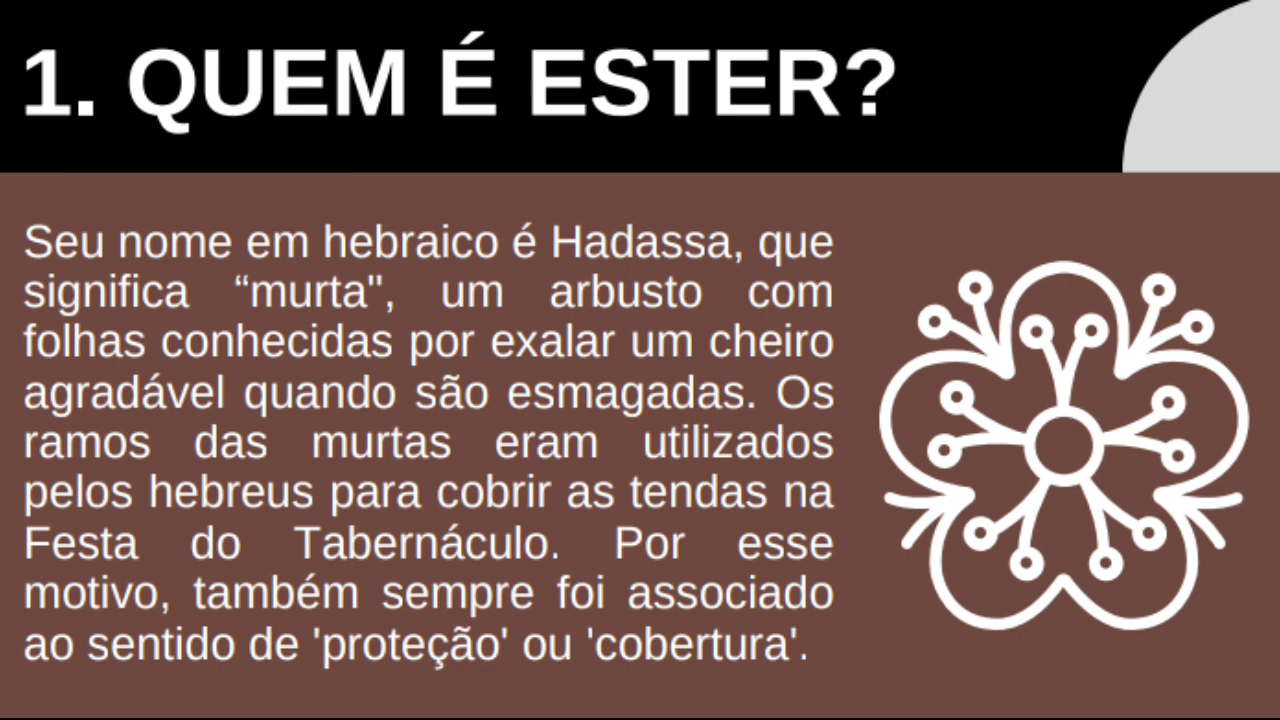 1. QUEM É ESTER?
Seu nome em hebraico é Hadassa, que
significa “murta", um arbusto com
folhas conhecidas por exalar um cheiro
agradável quando são esmagadas. Os
ramos das murtas eram utilizados
pelos hebreus para cobrir as tendas na
Festa do Tabernáculo. Por esse
motivo, também sempre foi associado
ao sentido de 'proteção' ou 'cobertura'.